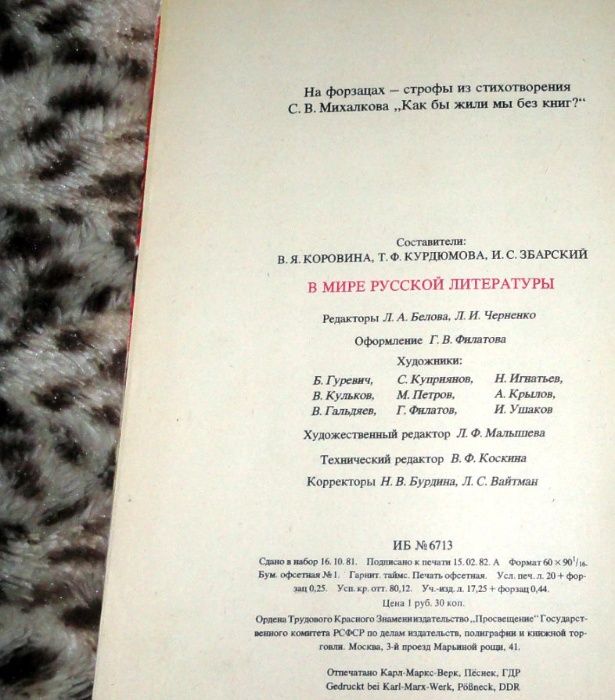 На форзацах – строфы из стихотворения
С. В. Михалкова „Как бы жили мы без книг?“
Составители:
В. Я. КОРОВИНА, Т. Ф. КУРДЮМОВА, И. С. ЗБАРСКИЙ
В МИРЕ РУССКОЙ ЛИТЕРАТУРЫ
Редакторы Л. А. Белова, Л. И. Черненко
Оформление Г. В. Филатова
Художники:
Б. Гуревич, С. Куприянов, Н. Игнатьев,
В. Кульков, М. Петров, А. Крылов,
В. Гальдяев, Г. Филатов, И. Ушаков
Художественный редактор Л. Ф. Малышева
Технический редактор В. Ф. Коскина
Корректоры Н. В. Бурдина, Л. С. Вайтман
ИБ № 6713
Сдано в набор 16. 10. 81. Подписано к печати 15. 02. 82. А Формат 60 × 90 1/16.
Бум. офсетная № 1. Гарнит. таймс. Печать офсетная. Усл. печ. л. 20 + фор-
зац 0,25. Усп. кр. отт. 80,12. Уч.-изд. л. 17,25 + форзац 0,44.
Цена 1 руб. 30 коп.
Ордена Трудового Красного Знамени издательство „Просвещение“ Государст-
венного комитета РСФСР по делам издательств, полиграфии и книжной тор-
говли. Москва, 3-й проезд Марьиной рощи, 41.
Отпечатано Карл-Маркс-Верк, Пёснек, ГДР
Gedruckt bei Karl-Marx-Werk, Pößneck, DDR